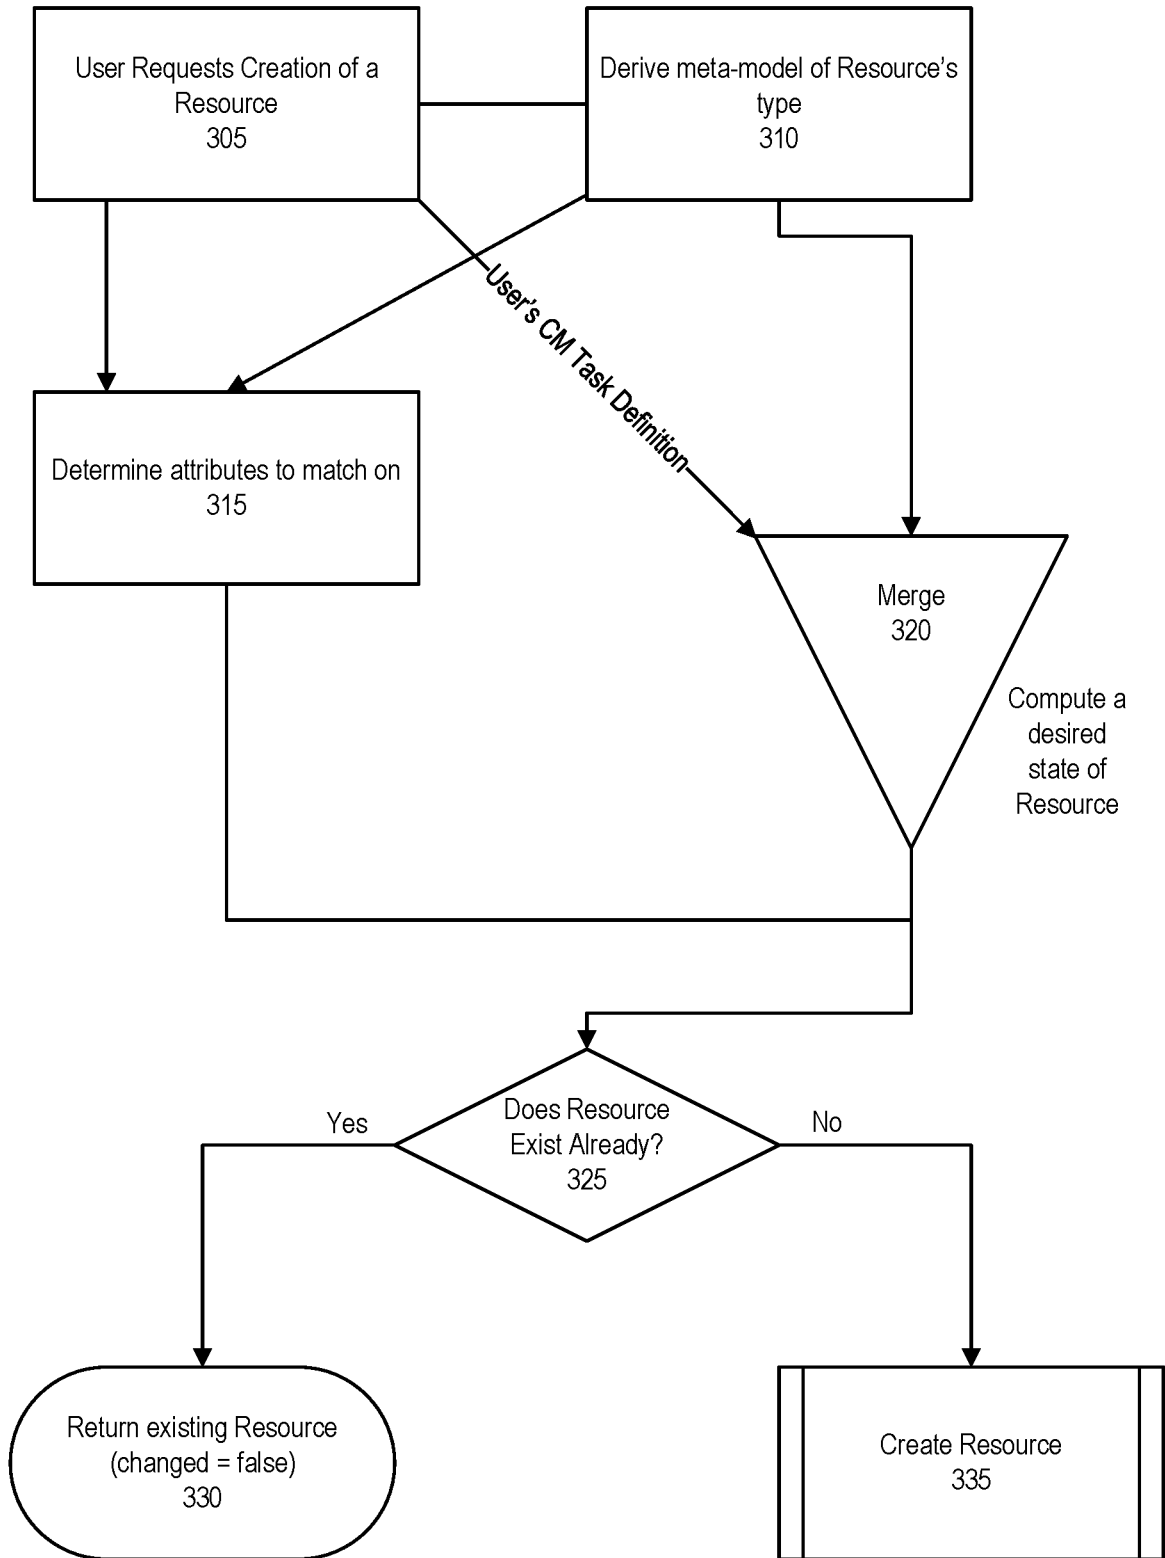 User Requests Creation of a
Resource
305
Derive meta-model of Resource's
type
310
User's CM Task Definition
Determine attributes to match on
315
Merge
320
Compute a
desired
state of
Resource
Does Resource
Exist Already?
325
Yes
No
Return existing Resource
(changed = false)
330
Create Resource
335